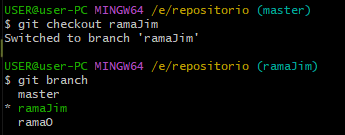 USER@user-PC MINGW64 /e/repositorio (master)
$ git checkout ramaJim
Switched to branch 'ramaJim'
USER@user-PC MINGW64 /e/repositorio (ramaJim)
$ git branch
  master
* ramaJim
  ramaO